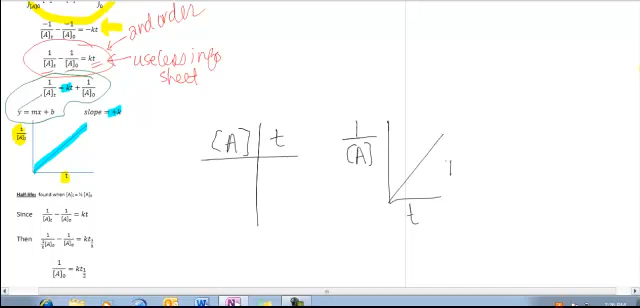 -1/[A]t - -1/[A]0 = -kt
2nd order
1/[A]t - 1/[A]0 = kt
useless info
sheet
1/[A]t = kt + 1/[A]0
y = mx + b    slope = +k
1/[A]t
t
[A] t
1/[A]
t
Half-life: found when [A]t = ½ [A]0
Since 1/[A]t - 1/[A]0 = kt
Then 1/½[A]0 - 1/[A]0 = kt½
1/[A]0 = kt½